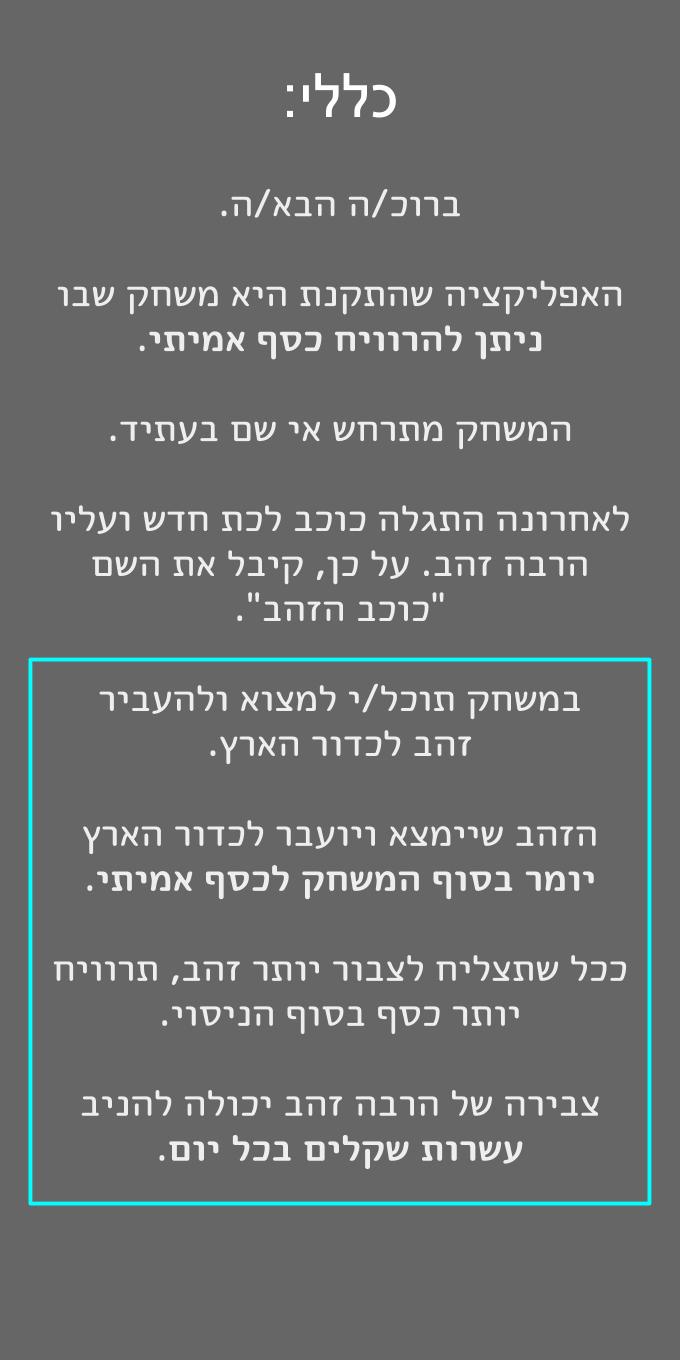 כללי:
ברוכ/ה הבא/ה.
האפליקציה שהתקנת היא משחק שבו
ניתן להרוויח כסף אמיתי.
המשחק מתרחש אי שם בעתיד.
לאחרונה התגלה כוכב לכת חדש ועליו
הרבה זהב. על כן, קיבל את השם
"כוכב הזהב".
במשחק תוכל/י למצוא ולהעביר
זהב לכדור הארץ.
הזהב שיימצא ויועבר לכדור הארץ
יומר בסוף המשחק לכסף אמיתי.
ככל שתצליח לצבור יותר זהב, תרוויח
יותר כסף בסוף הניסוי.
צבירה של הרבה זהב יכולה להניב
עשרות שקלים בכל יום.